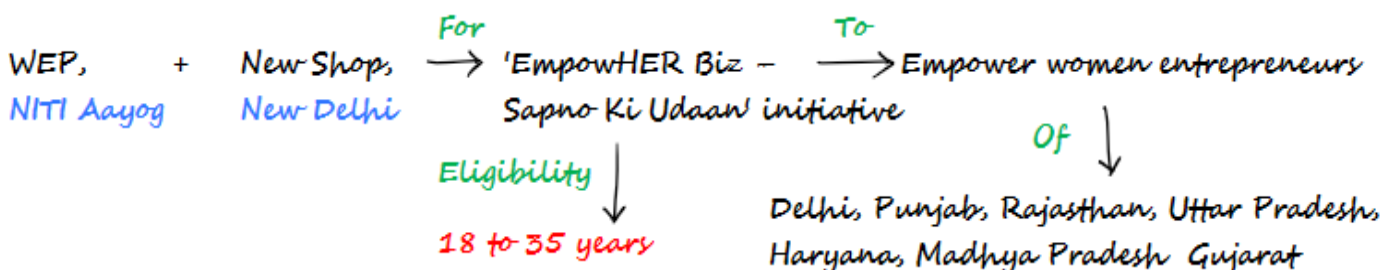 For
To
WEP, + New Shop, → 'EmpowHER Biz – → Empower women entrepreneurs
NITI Aayog New Delhi Sapno Ki Udaan' initiative
Of
Eligibility
18 to 35 years
Delhi, Punjab, Rajasthan, Uttar Pradesh,
Haryana, Madhya Pradesh Gujarat